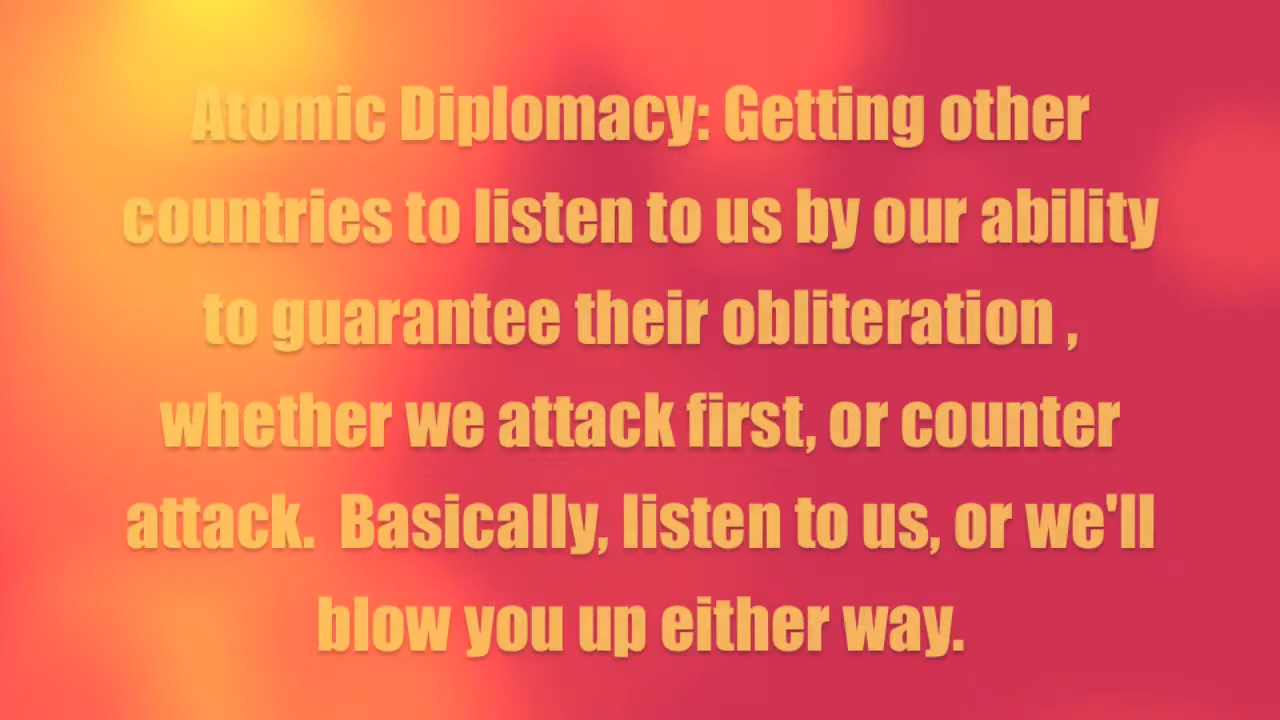 Atomic Diplomacy: Getting other
countries to listen to us by our ability
to guarantee their obliteration ,
whether we attack first, or counter
attack.  Basically, listen to us, or we'll
blow you up either way.